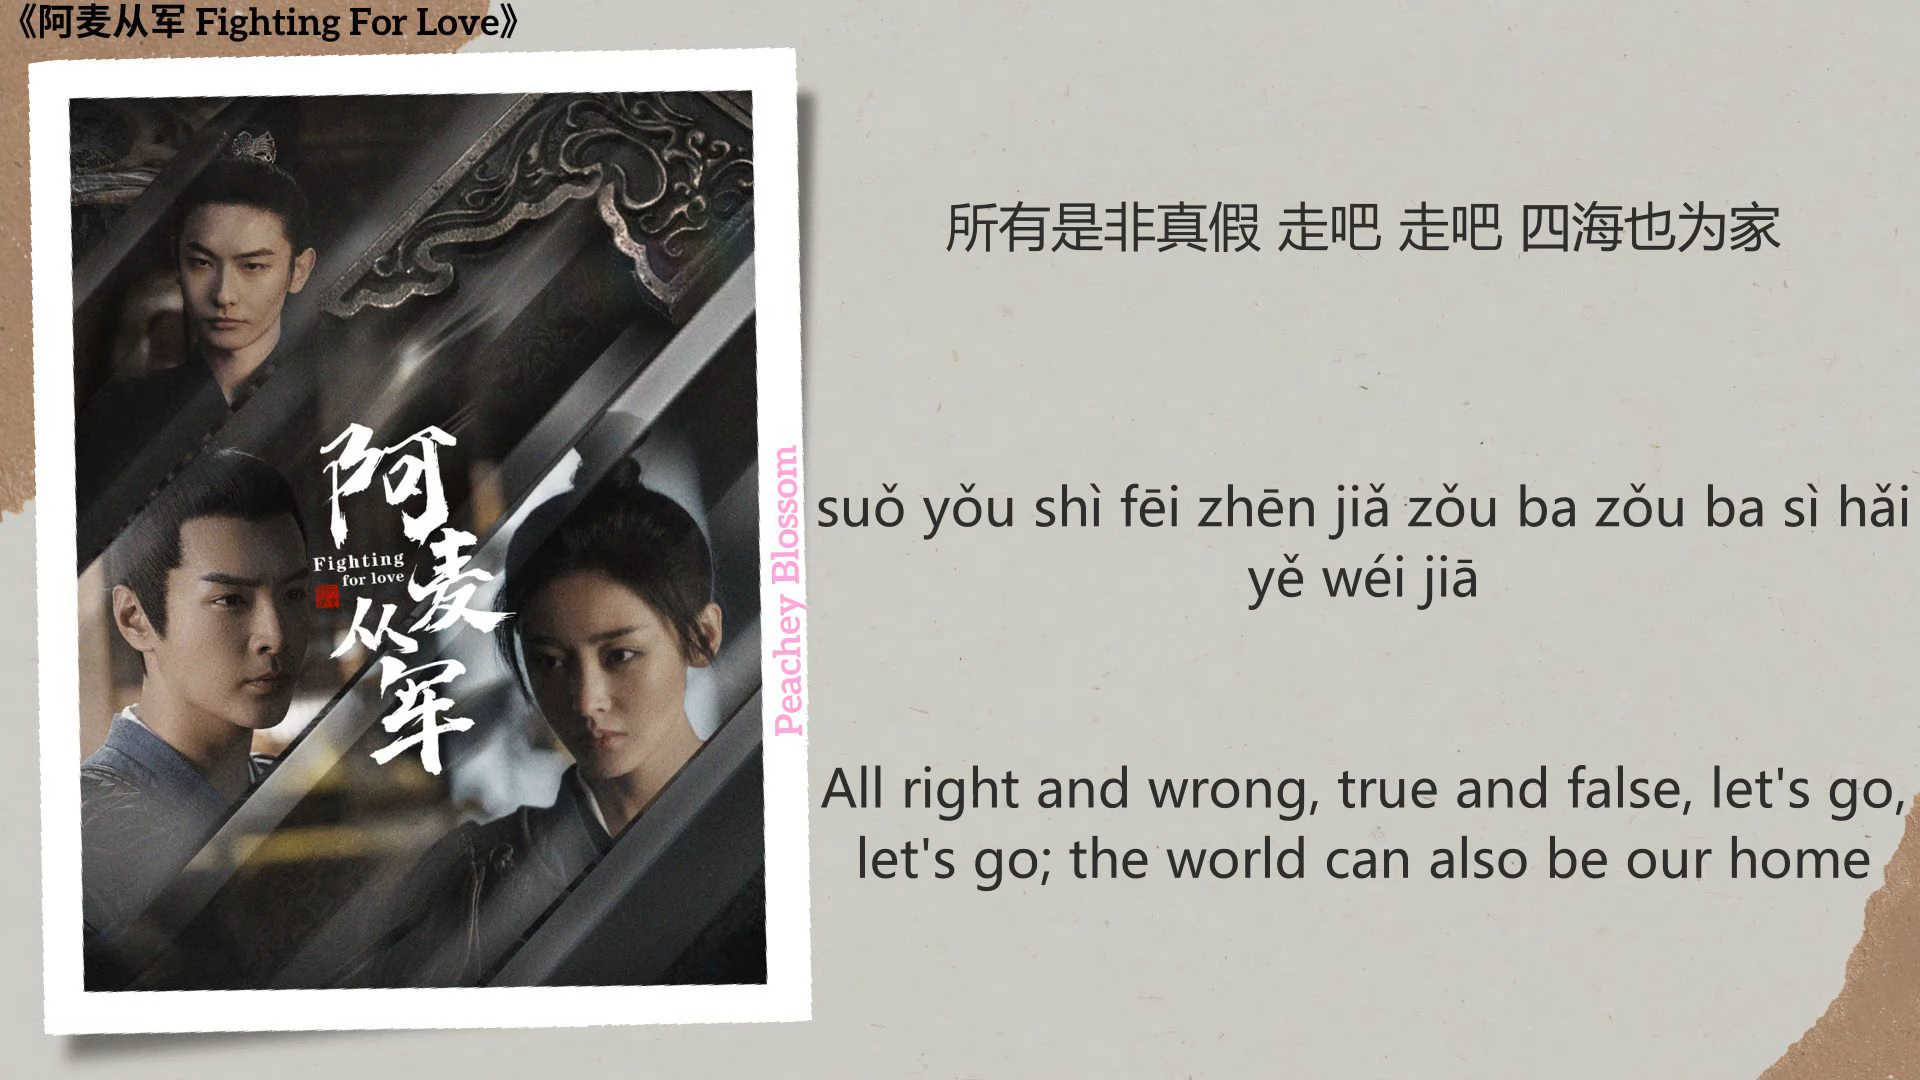 《阿麦从军 Fighting For Love》
阿麦从军
Fighting
for love
Peachey Blossom
所有是非真假 走吧 走吧 四海也为家
suǒ yǒu shì fēi zhēn jiǎ zǒu ba zǒu ba sì hǎi
yě wéi jiā
All right and wrong, true and false, let's go,
let's go; the world can also be our home